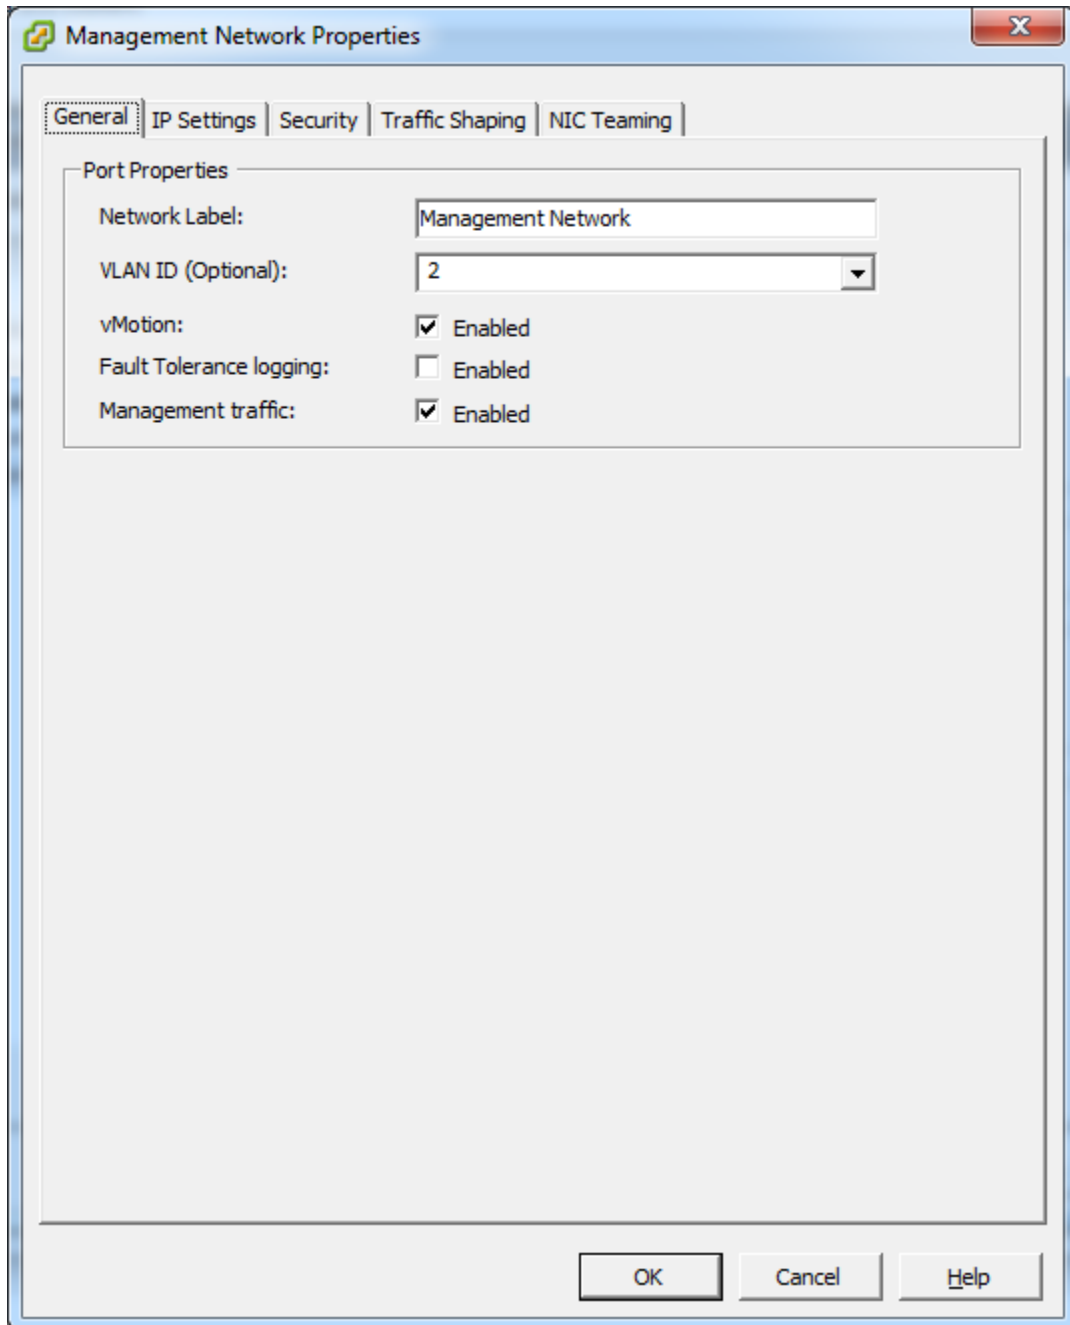 Management Network Properties
General IP Settings Security Traffic Shaping NIC Teaming
Port Properties
Network Label: Management Network
VLAN ID (Optional): 2
vMotion: Enabled
Fault Tolerance logging: Enabled
Management traffic: Enabled
OK Cancel Help